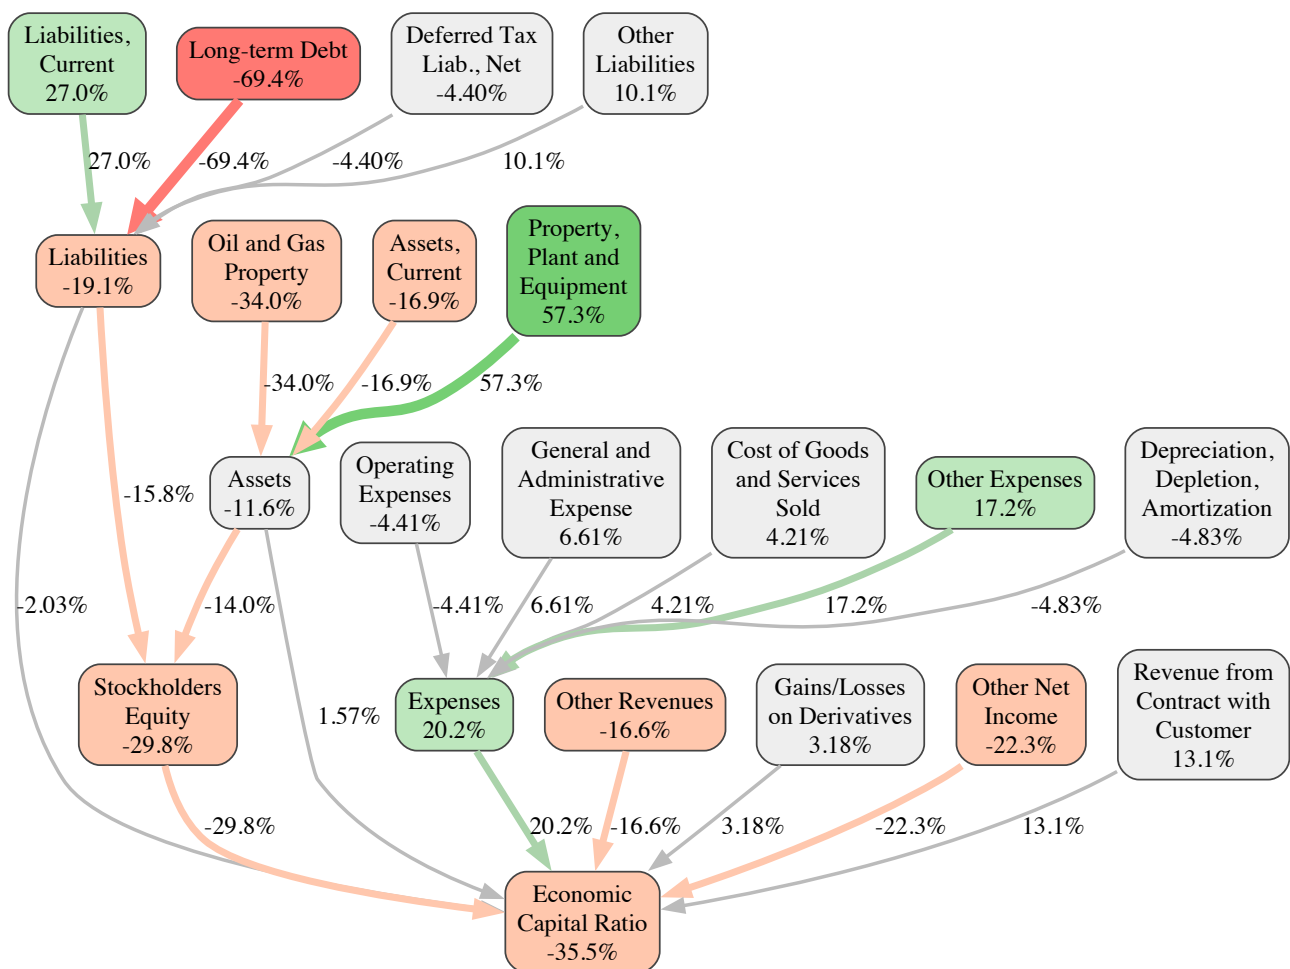 Liabilities,
Current
27.0%
Long-term Debt
-69.4%
Deferred Tax
Liab., Net
-4.40%
Other
Liabilities
10.1%
27.0%
-69.4%
-4.40%
10.1%
Liabilities
-19.1%
Oil and Gas
Property
-34.0%
Assets,
Current
-16.9%
Property,
Plant and
Equipment
57.3%
-34.0%
-16.9%
57.3%
-15.8%
Assets
-11.6%
Operating
Expenses
-4.41%
General and
Administrative
Expense
6.61%
Cost of Goods
and Services
Sold
4.21%
Other Expenses
17.2%
Depreciation,
Depletion,
Amortization
-4.83%
-2.03%
-14.0%
-4.41%
6.61%
4.21%
17.2%
-4.83%
Stockholders
Equity
-29.8%
1.57%
Expenses
20.2%
Other Revenues
-16.6%
Gains/Losses
on Derivatives
3.18%
Other Net
Income
-22.3%
Revenue from
Contract with
Customer
13.1%
-29.8%
20.2%
-16.6%
3.18%
-22.3%
13.1%
Economic
Capital Ratio
-35.5%